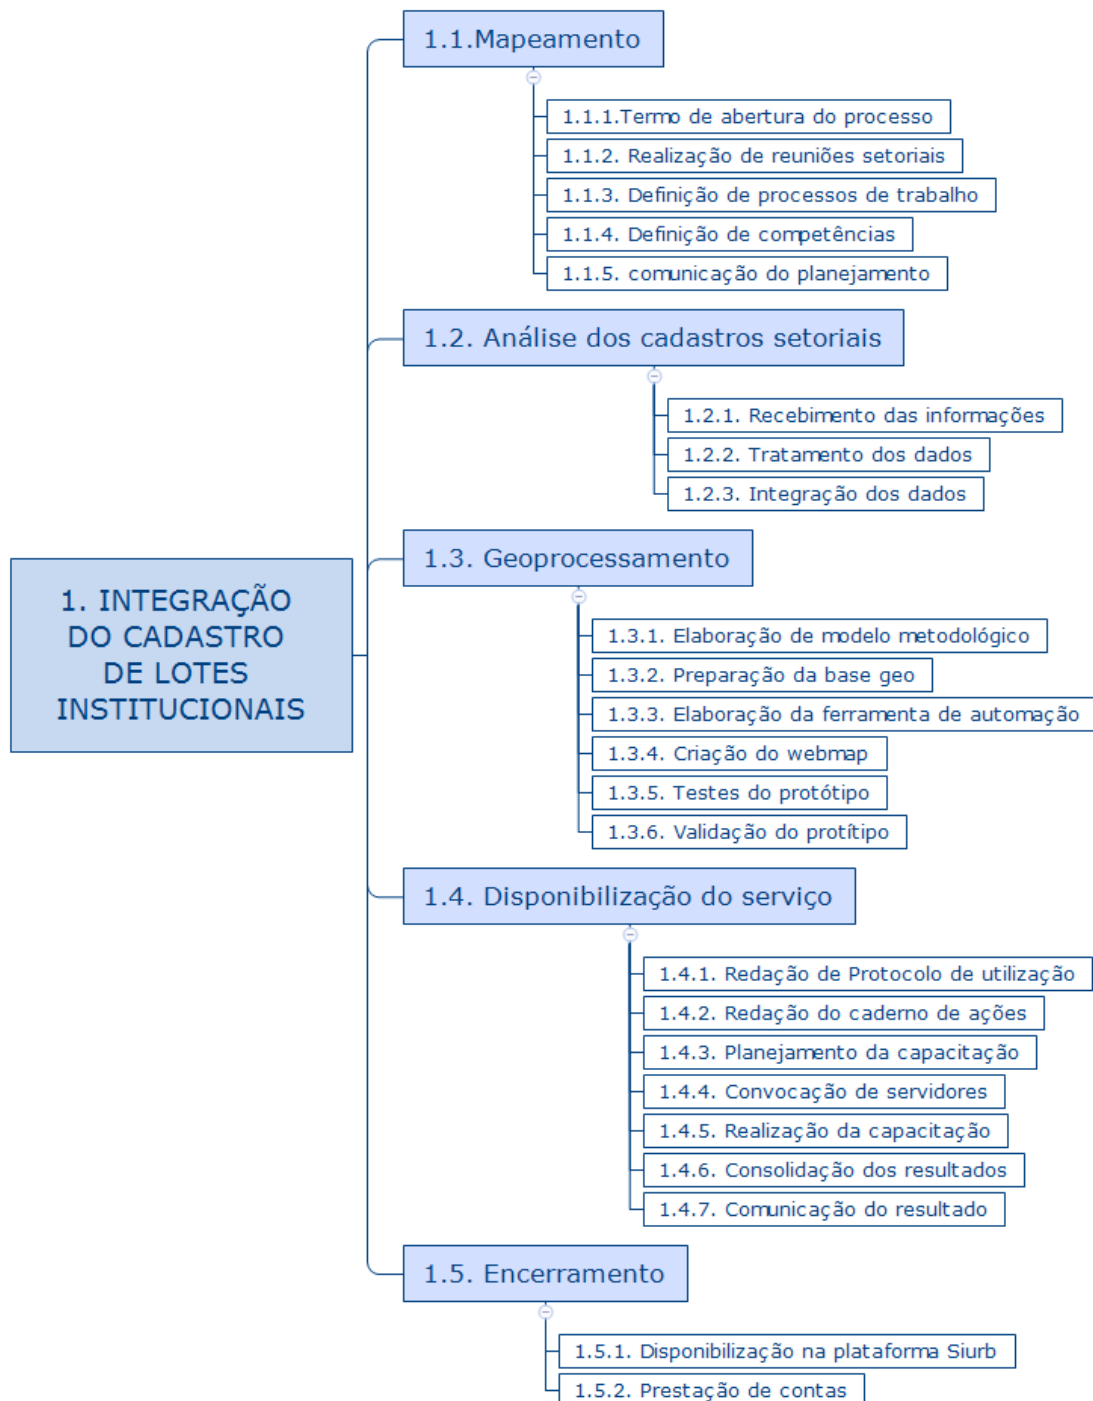 1.1.Mapeamento
1.1.1.Termo de abertura do processo
1.1.2. Realização de reuniões setoriais
1.1.3. Definição de processos de trabalho
1.1.4. Definição de competências
1.1.5. comunicação do planejamento
1.2. Análise dos cadastros setoriais
1.2.1. Recebimento das informações
1.2.2. Tratamento dos dados
1.2.3. Integração dos dados
1. INTEGRAÇÃO
DO CADASTRO
DE LOTES
INSTITUCIONAIS
1.3. Geoprocessamento
1.3.1. Elaboração de modelo metodológico
1.3.2. Preparação da base geo
1.3.3. Elaboração da ferramenta de automação
1.3.4. Criação do webmap
1.3.5. Testes do protótipo
1.3.6. Validação do protítipo
1.4. Disponibilização do serviço
1.4.1. Redação de Protocolo de utilização
1.4.2. Redação do caderno de ações
1.4.3. Planejamento da capacitação
1.4.4. Convocação de servidores
1.4.5. Realização da capacitação
1.4.6. Consolidação dos resultados
1.4.7. Comunicação do resultado
1.5. Encerramento
1.5.1. Disponibilização na plataforma Siurb
1.5.2. Prestação de contas